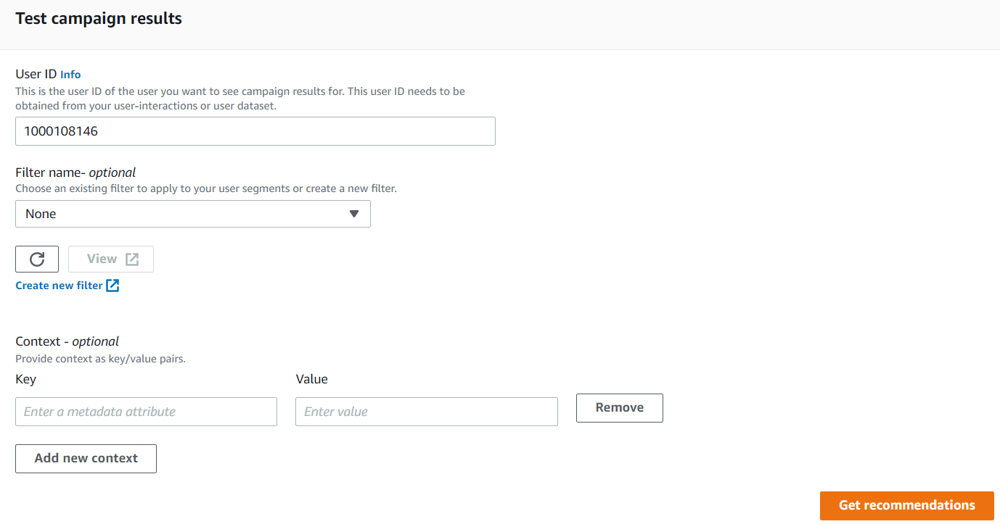 Test campaign results
User ID Info
This is the user ID of the user you want to see campaign results for. This user ID needs to be
obtained from your user-interactions or user dataset.
1000108146
Filter name- optional
Choose an existing filter to apply to your user segments or create a new filter.
None
View
Create new filter
Context - optional
Provide context as key/value pairs.
Key Value
Enter a metadata attribute Enter value Remove
Add new context
Get recommendations